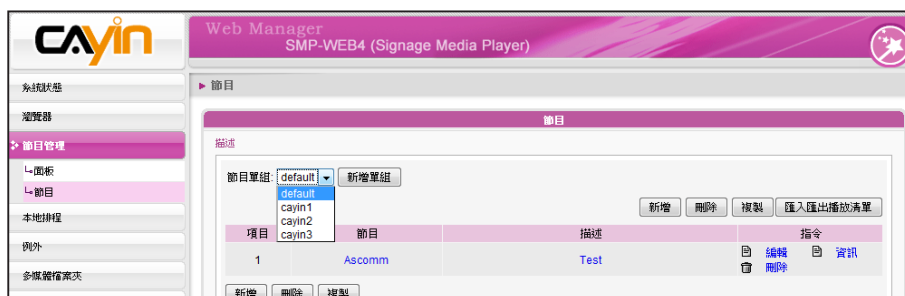 CAYIN
Web Manager
SMP-WEB4 (Signage Media Player)
系統狀態
瀏覽器
節目管理
面板
節目
本地排程
例外
多媒體檔案夾
節目
節目
描述
節目單組: default 新增單組
default
cayin1
cayin2
cayin3
新增 刪除 複製 匯入匯出播放清單
項目 節目 描述 指令
1 Ascomm Test 編輯 資訊
刪除
新增 刪除 複製